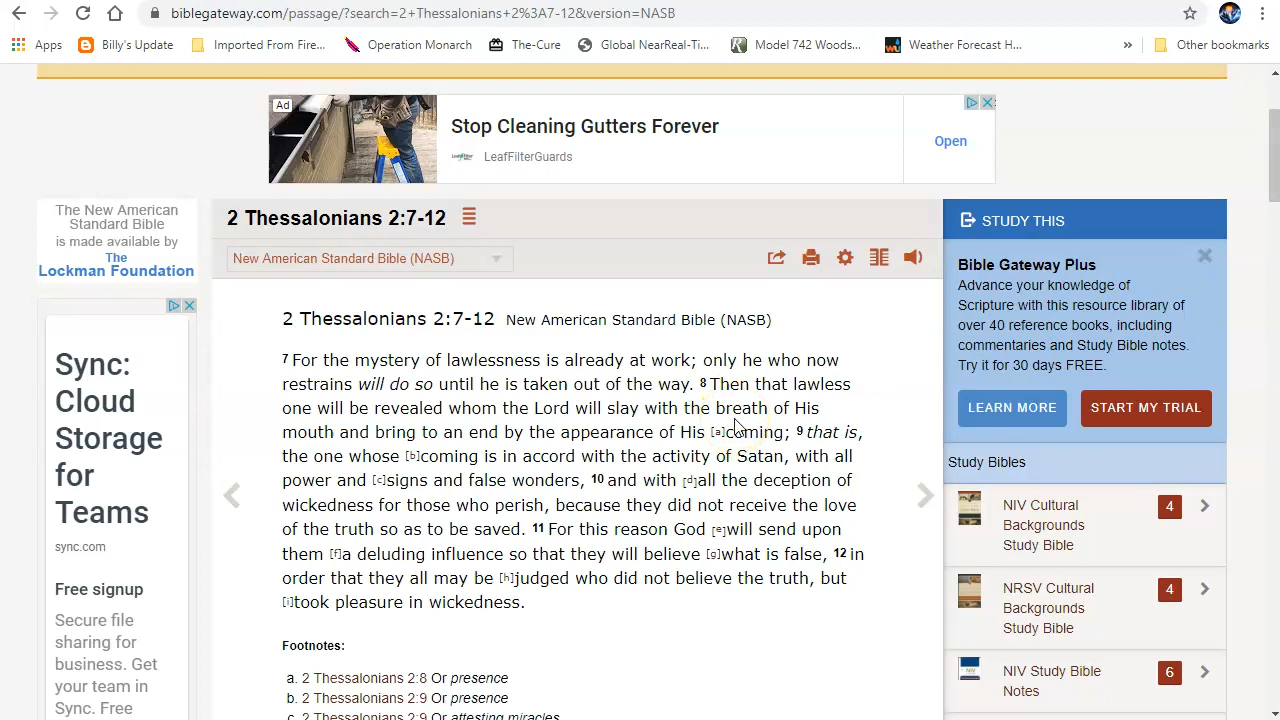 biblegateway.com/passage/?search=2+Thessalonians+2%3A7-12&version=NASB
Apps Billy's Update Imported From Fire... Operation Monarch The-Cure Global NearReal-Ti... Motel 742 Woods... Weather Forecast H... » Other bookmarks
Ad
Stop Cleaning Gutters Forever
LeafFilterGuards
Open
The New American
Standard Bible
is made available by
The
Lockman Foundation
Sync:
Cloud
Storage
for
Teams
sync.com
Free signup
Secure file
sharing for
business. Get
your team in
Sync. Free
2 Thessalonians 2:7-12
New American Standard Bible (NASB)
2 Thessalonians 2:7-12 New American Standard Bible (NASB)
7 For the mystery of lawlessness is already at work; only he who now
restrains will do so until he is taken out of the way. 8 Then that lawless
one will be revealed whom the Lord will slay with the breath of His
mouth and bring to an end by the appearance of His [a]coming; 9 that is,
the one whose [b]coming is in accord with the activity of Satan, with all
power and [c]signs and false wonders, 10 and with [d]all the deception of
wickedness for those who perish, because they did not receive the love
of the truth so as to be saved. 11 For this reason God [e]will send upon
them [f]a deluding influence so that they will believe [g]what is false, 12 in
order that they all may be [h]judged who did not believe the truth, but
[i]took pleasure in wickedness.
Footnotes:
a. 2 Thessalonians 2:8 Or presence
b. 2 Thessalonians 2:9 Or presence
c. 2 Thessalonians 2:9 Or attesting miracles
STUDY THIS
Bible Gateway Plus
Advance your knowledge of
Scripture with this resource library of
over 40 reference books, including
commentaries and Study Bible notes.
Try it for 30 days FREE.
LEARN MORE START MY TRIAL
Study Bibles
NIV Cultural
Backgrounds
Study Bible
4
NRSV Cultural
Backgrounds
Study Bible
4
NIV Study Bible
Notes
6